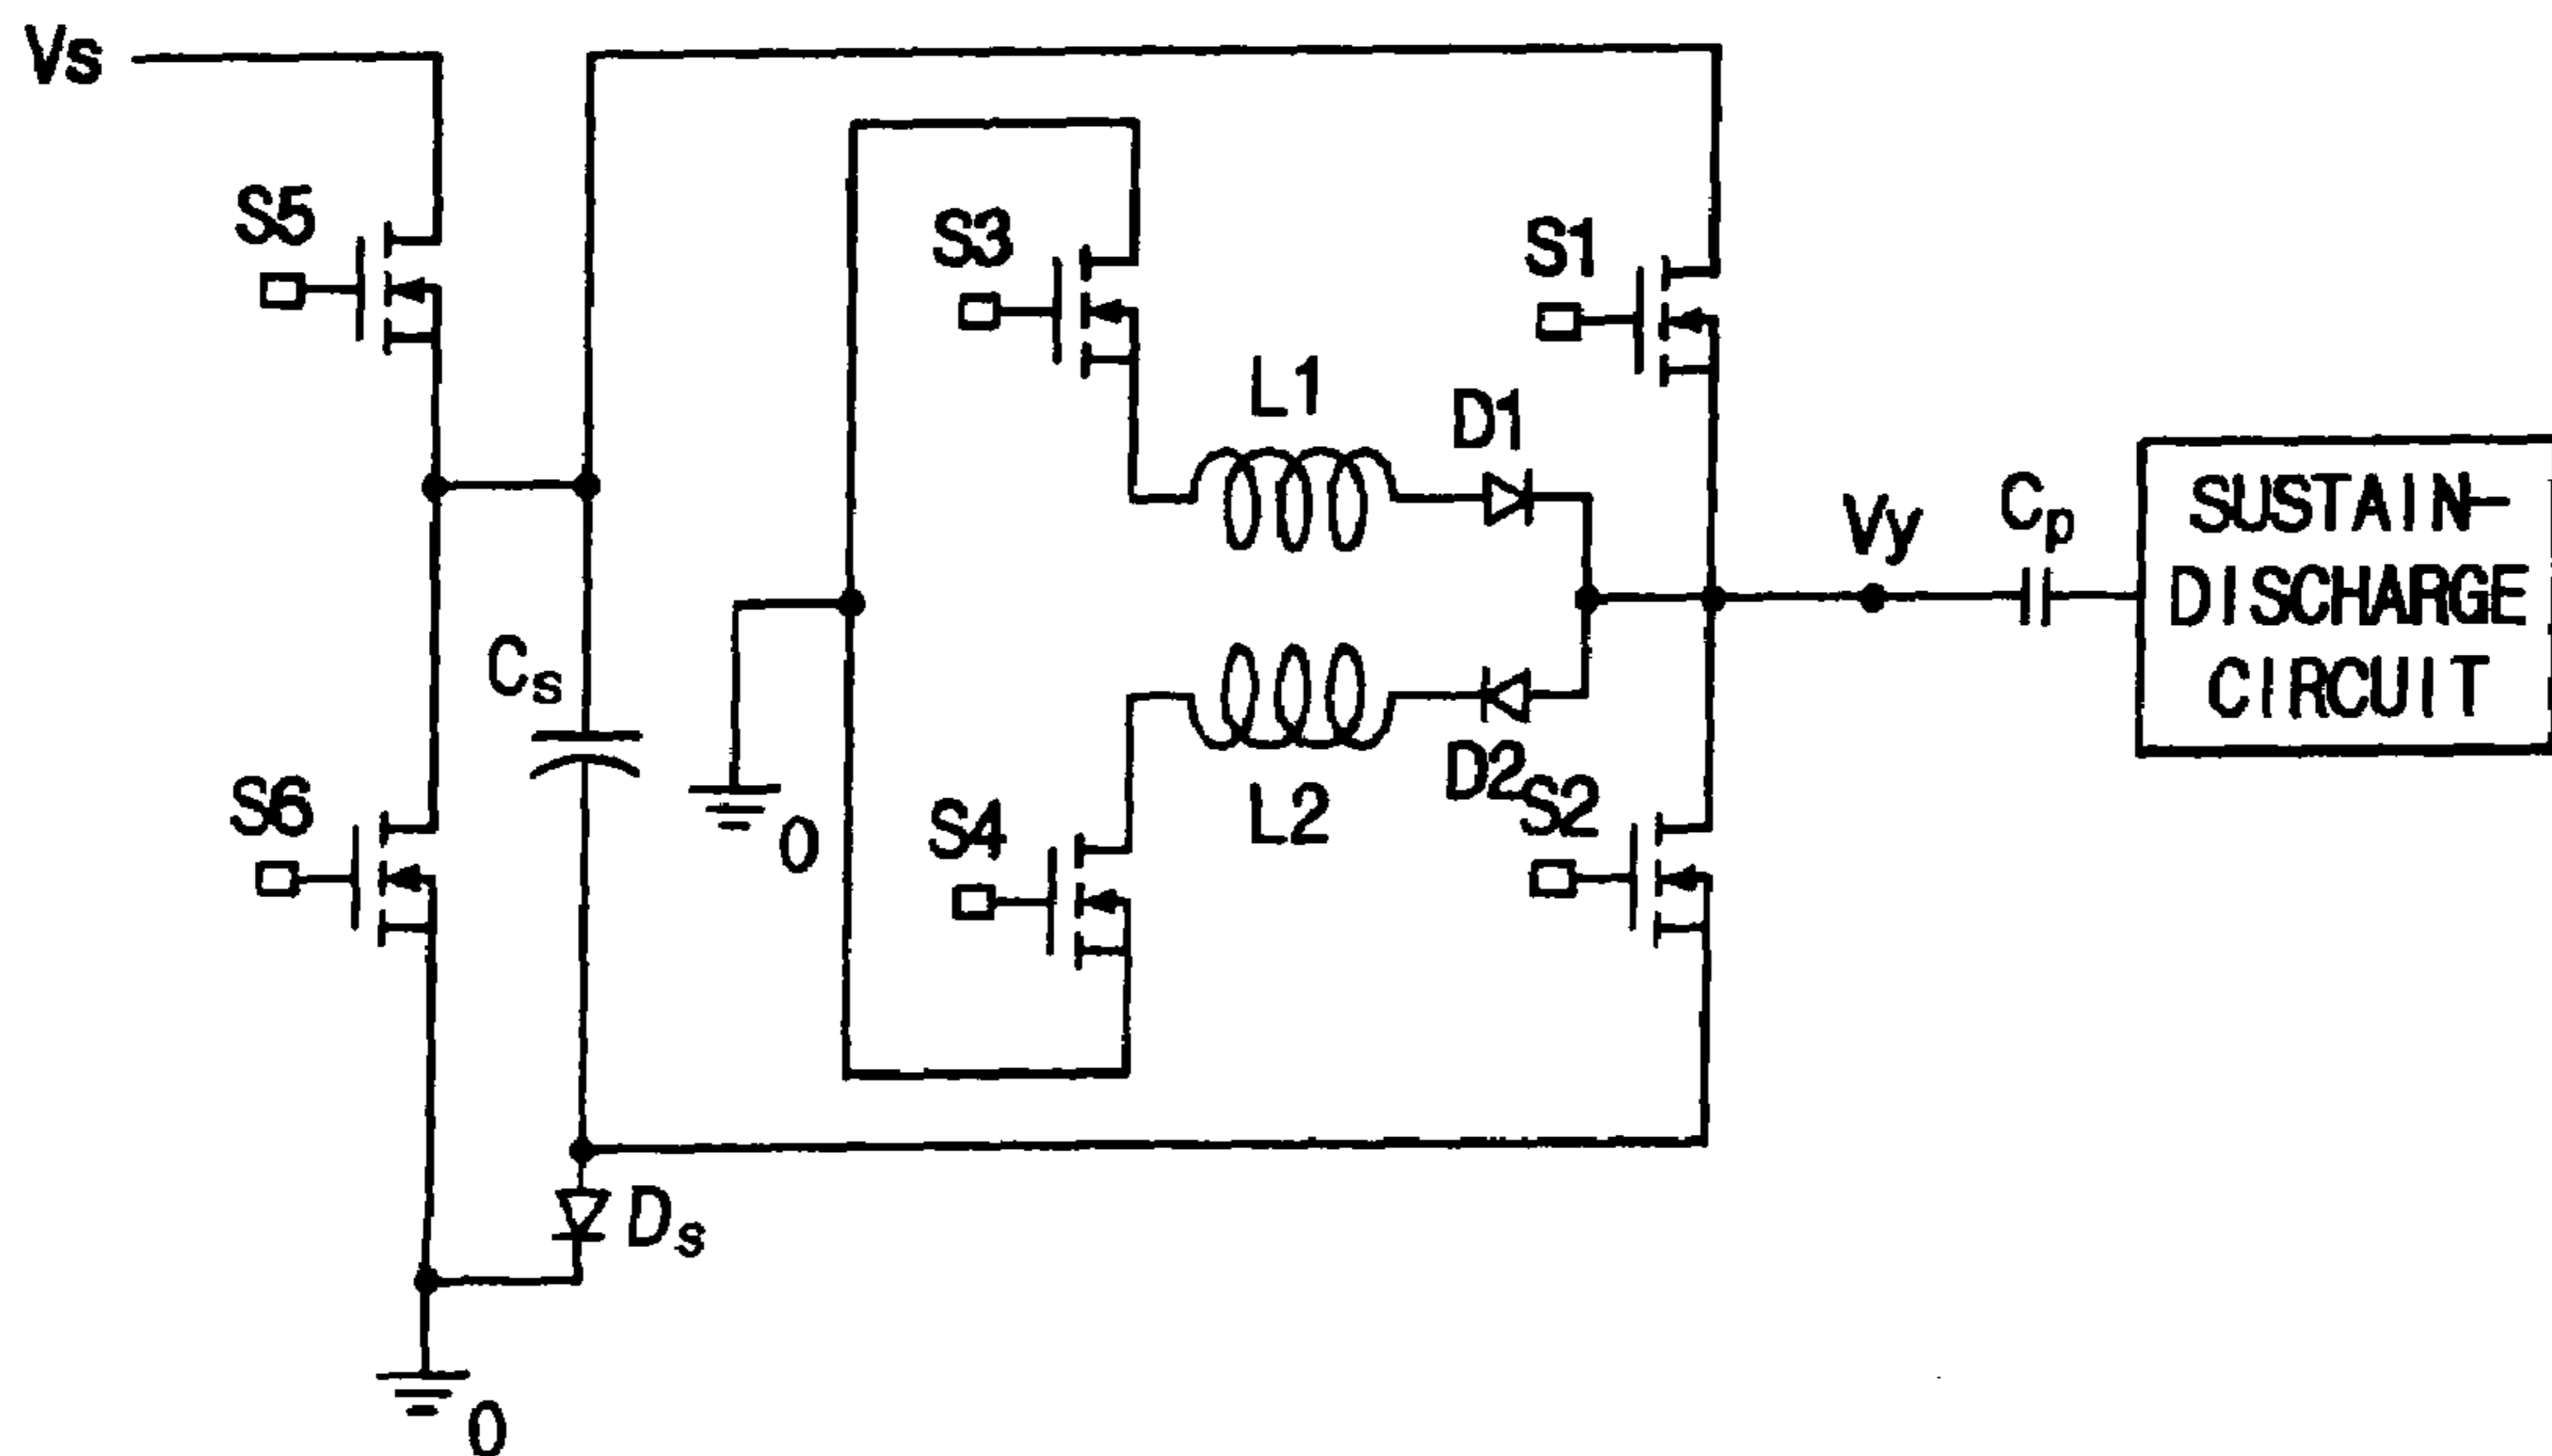 Vs
S5
S3
S1
L1
D1
Vy
Cp
SUSTAIN-
DISCHARGE
CIRCUIT
Cs
S6
0
S4
L2
D2
S2
Ds
0